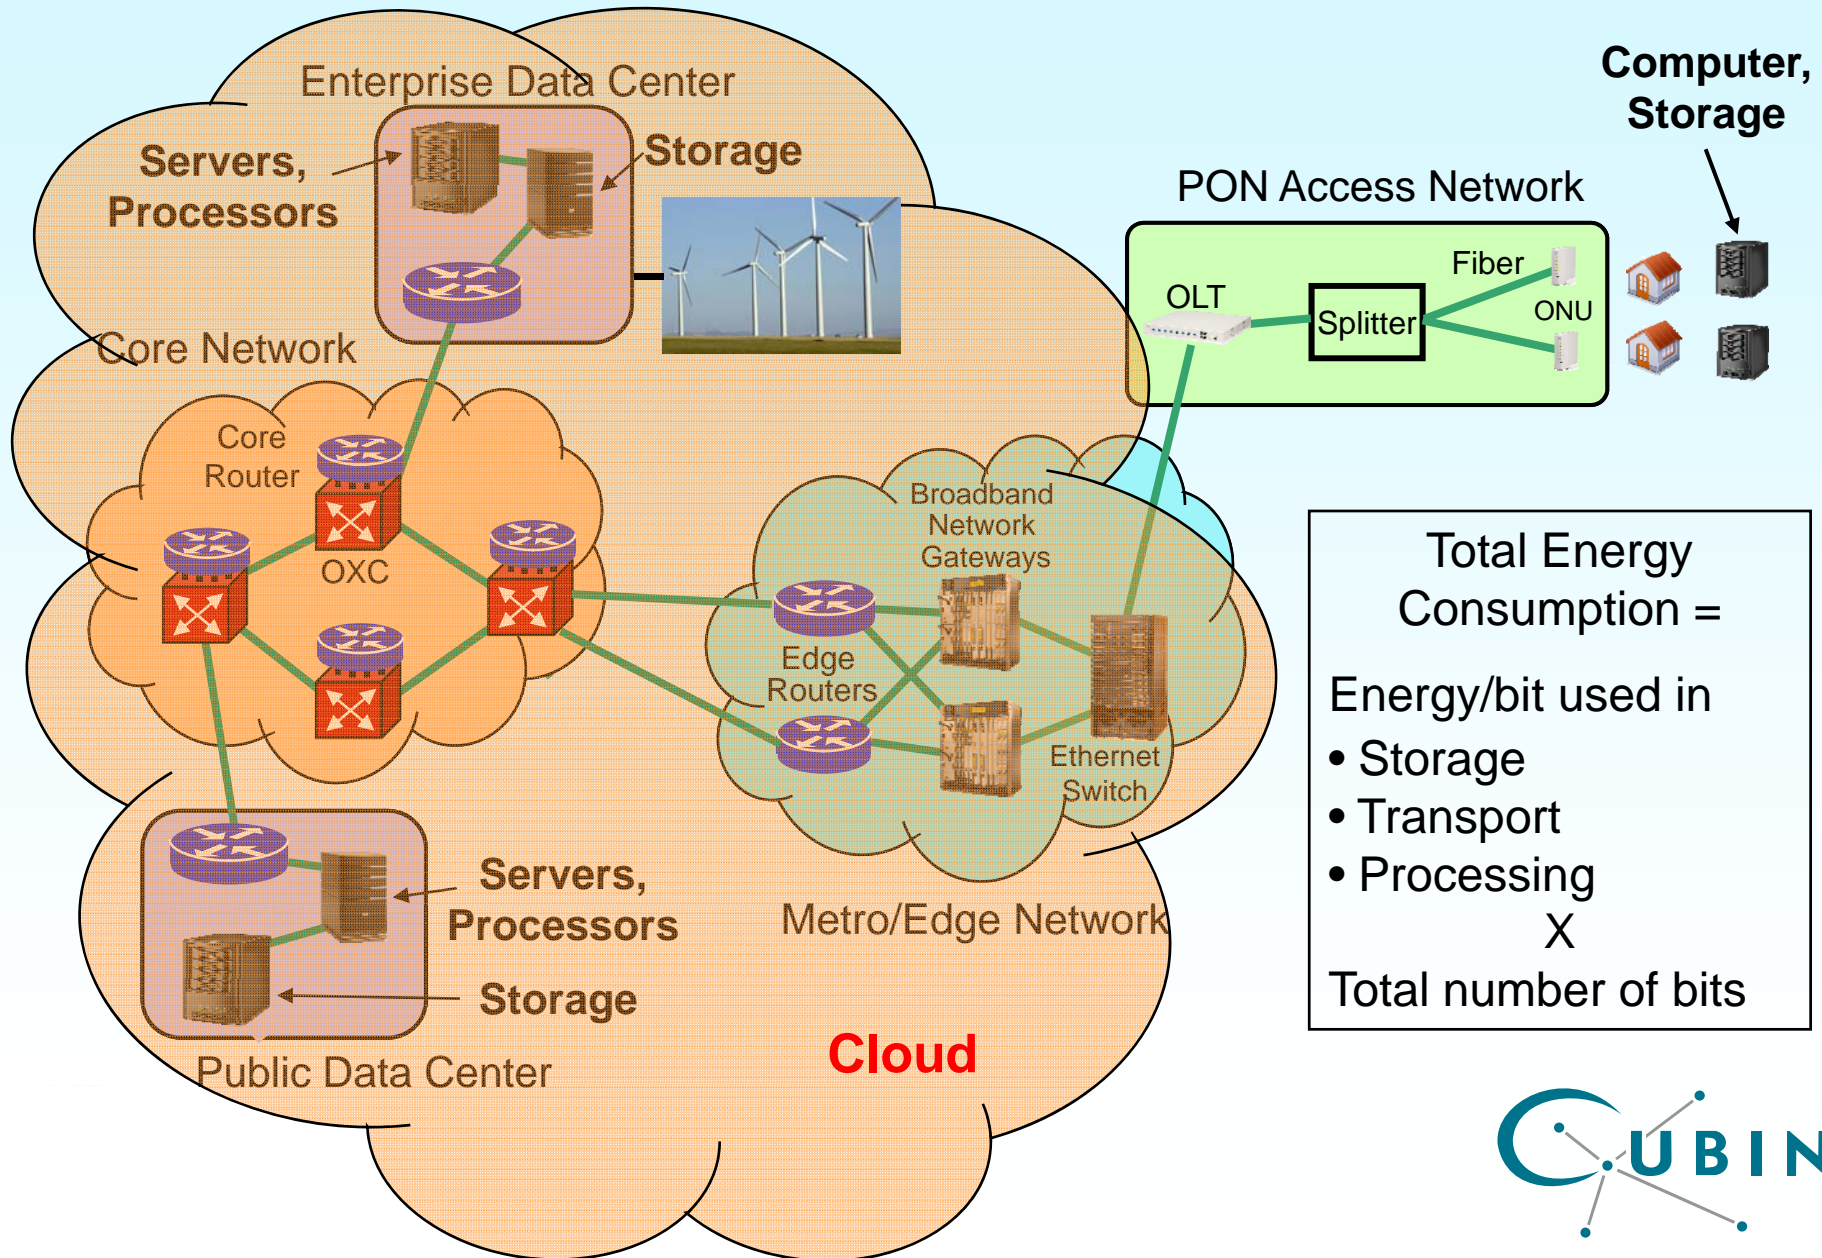 Enterprise Data Center
Servers,
Processors
Storage
Computer,
Storage
PON Access Network
Fiber
OLT
Splitter
ONU
Core Network
Core
Router
OXC
Broadband
Network
Gateways
Edge
Routers
Ethernet
Switch
Metro/Edge Network
Servers,
Processors
Storage
Public Data Center
Cloud
Total Energy
Consumption =
Energy/bit used in
• Storage
• Transport
• Processing
X
Total number of bits
CUBIN